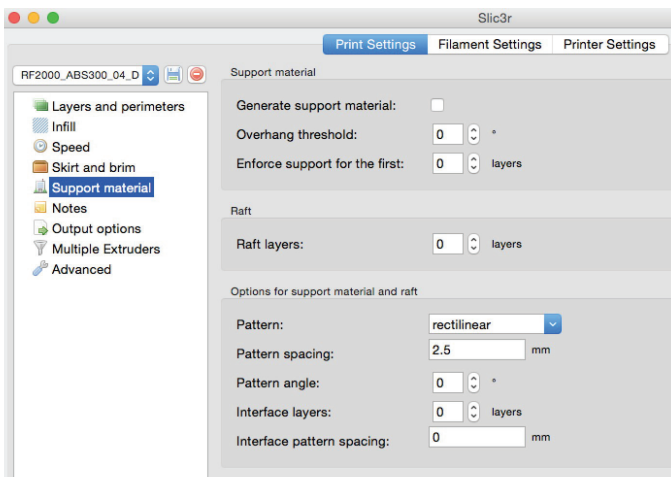 Slic3r
Print Settings Filament Settings Printer Settings
RF2000_ABS300_04_D
Layers and perimeters
Infill
Speed
Skirt and brim
Support material
Notes
Output options
Multiple Extruders
Advanced
Support material
Generate support material:
Overhang threshold: 0 °
Enforce support for the first: 0 layers
Raft
Raft layers: 0 layers
Options for support material and raft
Pattern: rectilinear
Pattern spacing: 2.5 mm
Pattern angle: 0 °
Interface layers: 0 layers
Interface pattern spacing: 0 mm